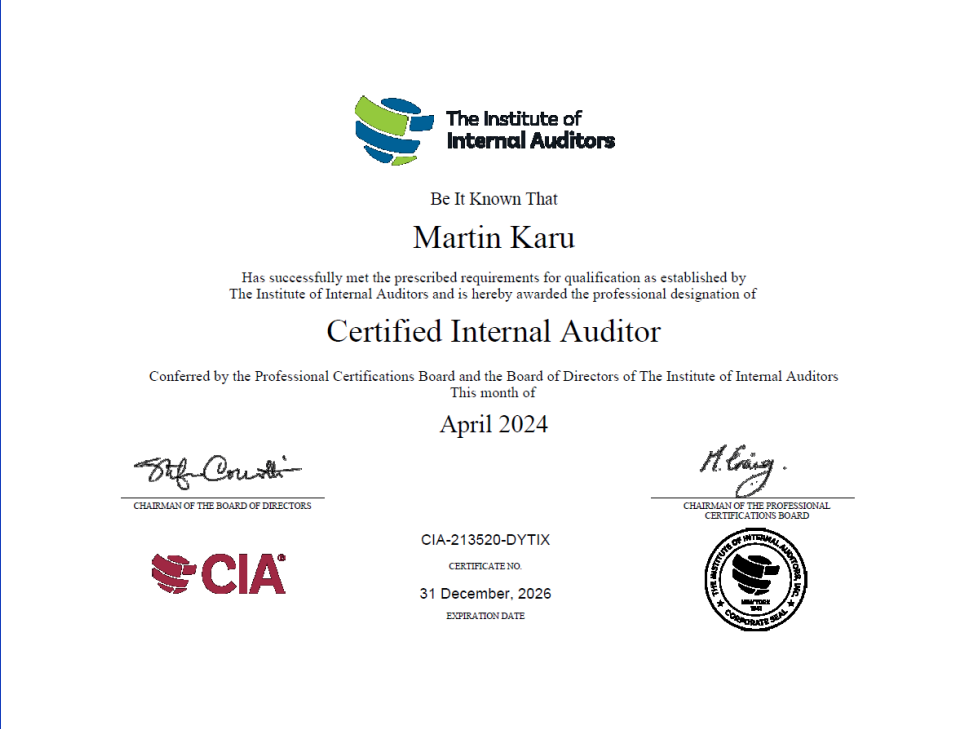 The Institute of
Internal Auditors
Be It Known That
Martin Karu
Has successfully met the prescribed requirements for qualification as established by
The Institute of Internal Auditors and is hereby awarded the professional designation of
Certified Internal Auditor
Conferred by the Professional Certifications Board and the Board of Directors of The Institute of Internal Auditors
This month of
April 2024
M. Craig.
CHAIRMAN OF THE BOARD OF DIRECTORS
CHAIRMAN OF THE PROFESSIONAL
CERTIFICATIONS BOARD
CIA®
CIA-213520-DYTIX
CERTIFICATE NO.
31 December, 2026
EXPIRATION DATE
THE INSTITUTE OF INTERNAL AUDITORS, INC.
NEW YORK
1941
★ CORPORATE SEAL ★